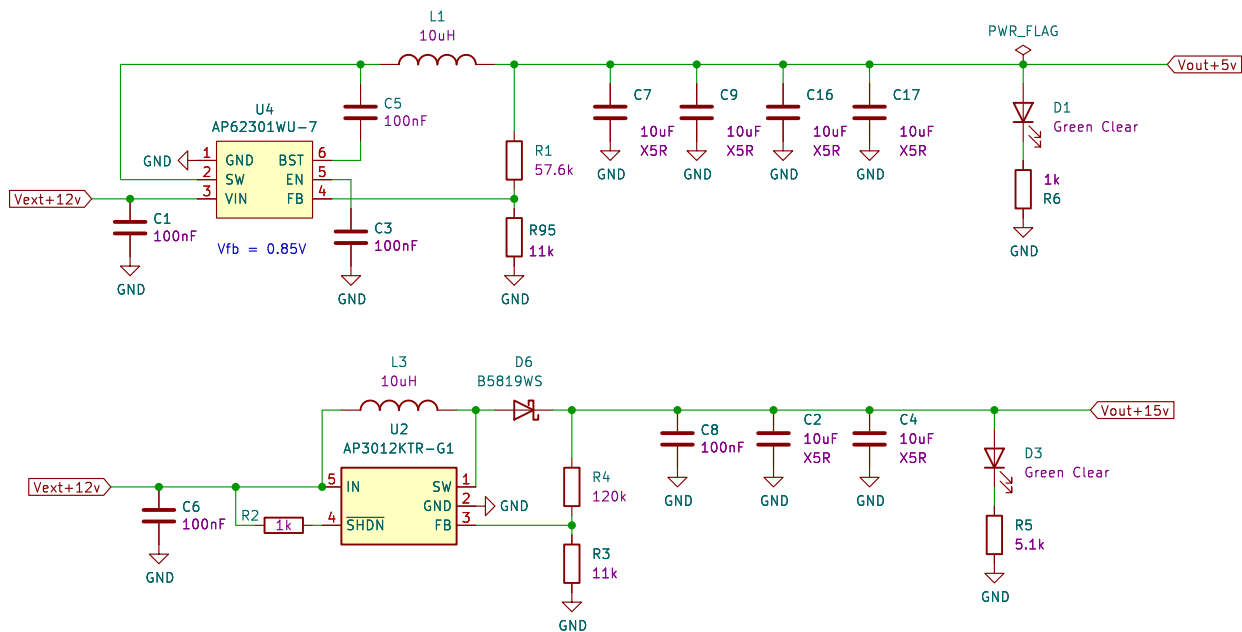 L1
10uH
PWR_FLAG
Vout+5v
U4
AP62301WU-7
C5
100nF
C7
10uF
X5R
GND
C9
10uF
X5R
GND
C16
10uF
X5R
GND
C17
10uF
X5R
GND
D1
Green Clear
GND
1
GND
BST
6
2
SW
EN
5
3
VIN
FB
4
R1
57.6k
Vext+12v
C1
100nF
GND
Vfb = 0.85V
C3
100nF
GND
R95
11k
GND
1k
R6
GND
L3
10uH
D6
B5819WS
Vout+15v
U2
AP3012KTR-G1
C8
100nF
GND
C2
10uF
X5R
GND
C4
10uF
X5R
GND
D3
Green Clear
Vext+12v
5
IN
SW
1
GND
2
GND
4
SHDN
FB
3
R4
120k
C6
100nF
GND
R2
1k
R3
11k
GND
R5
5.1k
GND